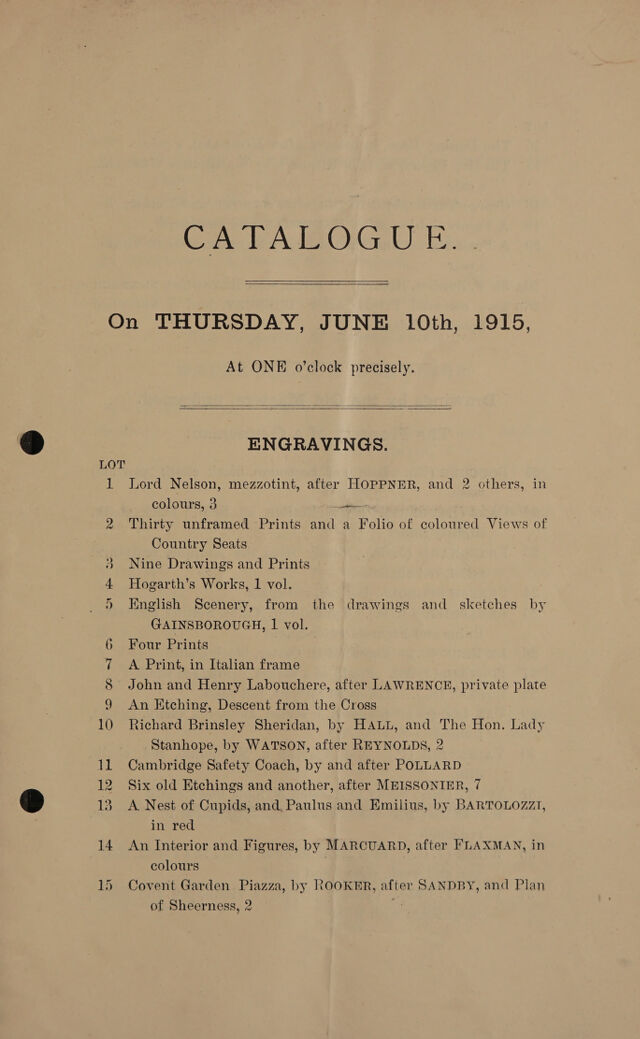 CATALOGUE.
On THURSDAY, JUNE 10th, 1915,
At ONE o'clock precisely.
ENGRAVINGS.
LOT
1 Lord Nelson, mezzotint, after HOPPNER, and 2 others, in
colours, 3
2 Thirty unframed Prints and a Folio of coloured Views of
Country Seats
3 Nine Drawings and Prints
4 Hogarth's Works, 1 vol.
5 English Scenery, from the drawings and sketches by
GAINSBOROUGH, 1 vol.
6 Four Prints
7 A Print, in Italian frame
8 John and Henry Labouchere, after LAWRENCE, private plate
9 An Etching, Descent from the Cross
10 Richard Brinsley Sheridan, by HALL, and The Hon. Lady
Stanhope, by WATSON, after REYNOLDS, 2
11 Cambridge Safety Coach, by and after POLLARD
12 Six old Etchings and another, after MEISSONIER, 7
13 A Nest of Cupids, and Paulus and Emilius, by BARTOLOZZI,
in red
14 An Interior and Figures, by MARCUARD, after FLAXMAN, in
colours
15 Covent Garden Piazza, by ROOKER, after SANDBY, and Plan
of Sheerness, 2